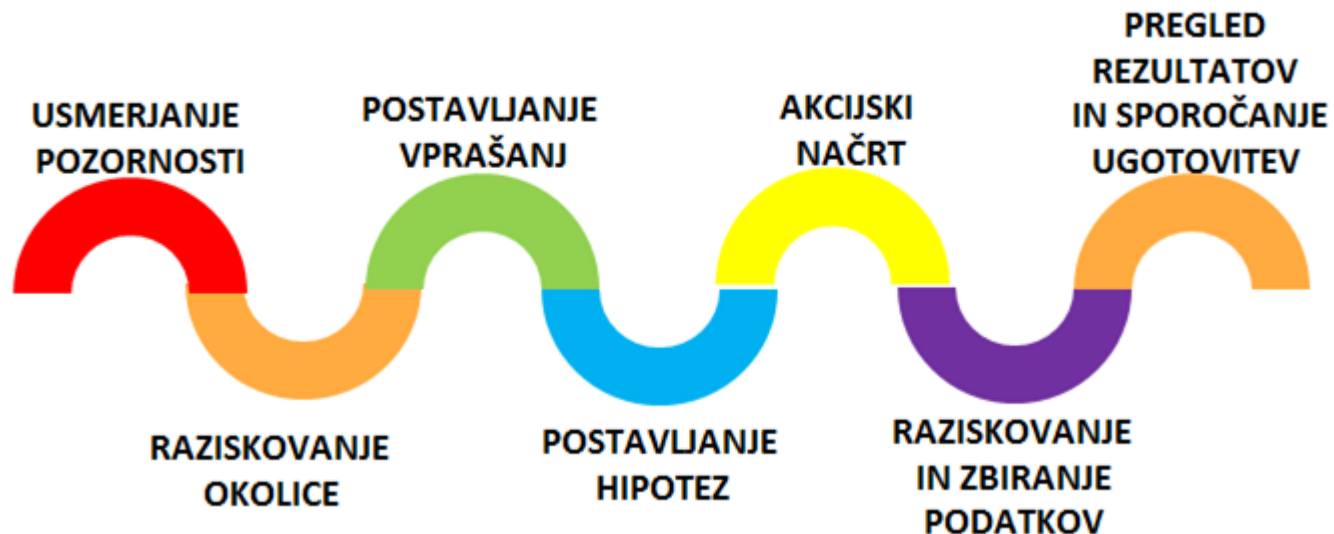 USMERJANJE
POZORNOSTI
RAZISKOVANJE
OKOLICE
POSTAVLJANJE
VPRAŠANJ
POSTAVLJANJE
HIPOTEZ
AKCIJSKI
NAČRT
RAZISKOVANJE
IN ZBIRANJE
PODATKOV
PREGLED
REZULTATOV
IN SPOROČANJE
UGOTOVITEV